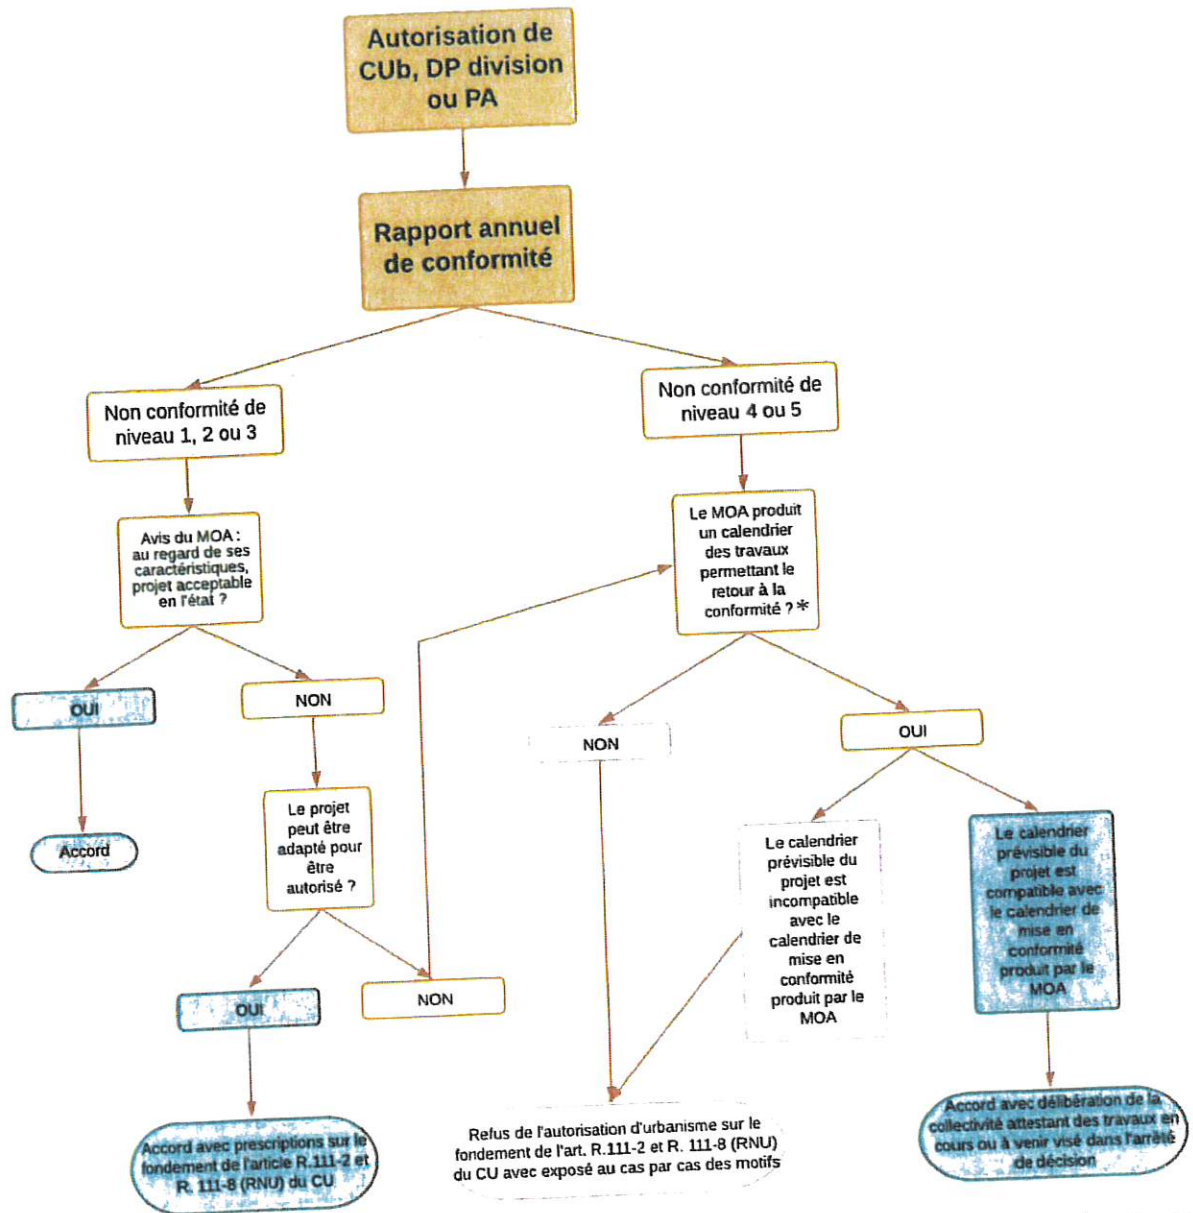 Autorisation de
CUb, DP division
ou PA
Rapport annuel
de conformité
Non conformité de
niveau 1, 2 ou 3
Non conformité de
niveau 4 ou 5
Avis du MOA :
au regard de ses
caractéristiques,
projet acceptable
en l'état ?
Le MOA produit
un calendrier
des travaux
permettant le
retour à la
conformité ?*
OUI
NON
NON
OUI
Accord
Le projet
peut être
adapté pour
être
autorisé ?
Le calendrier
prévisible du
projet est
incompatible
avec le
calendrier de
mise en
conformité
produit par le
MOA
Le calendrier
prévisible du
projet est
compatible avec
le calendrier de
mise en
conformité
produit par le
MOA
OUI
NON
Accord avec prescriptions sur le
fondement de l'article R.111-2 et
R. 111-8 (RNU) du CU
Refus de l'autorisation d'urbanisme sur le
fondement de l'art. R.111-2 et R. 111-8 (RNU)
du CU avec exposé au cas par cas des motifs
Accord avec délibération de la
collectivité attestant des travaux en
cours ou à venir visé dans l'arrêté
de décision